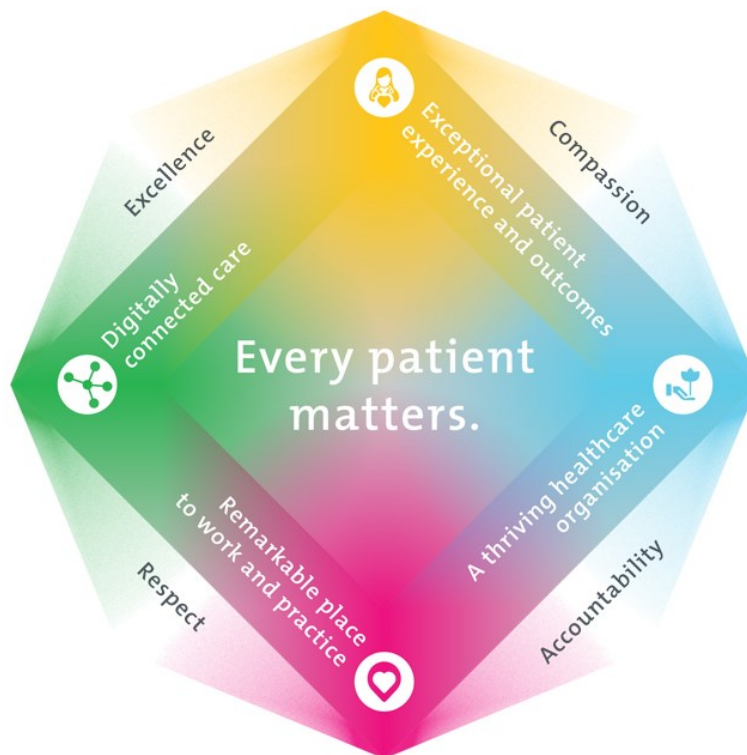 Excellence
Compassion
Exceptional patient
experience and outcomes
Digitally
connected care
Every patient
matters.
A thriving healthcare
organisation
Remarkable place
to work and practice
Respect
Accountability